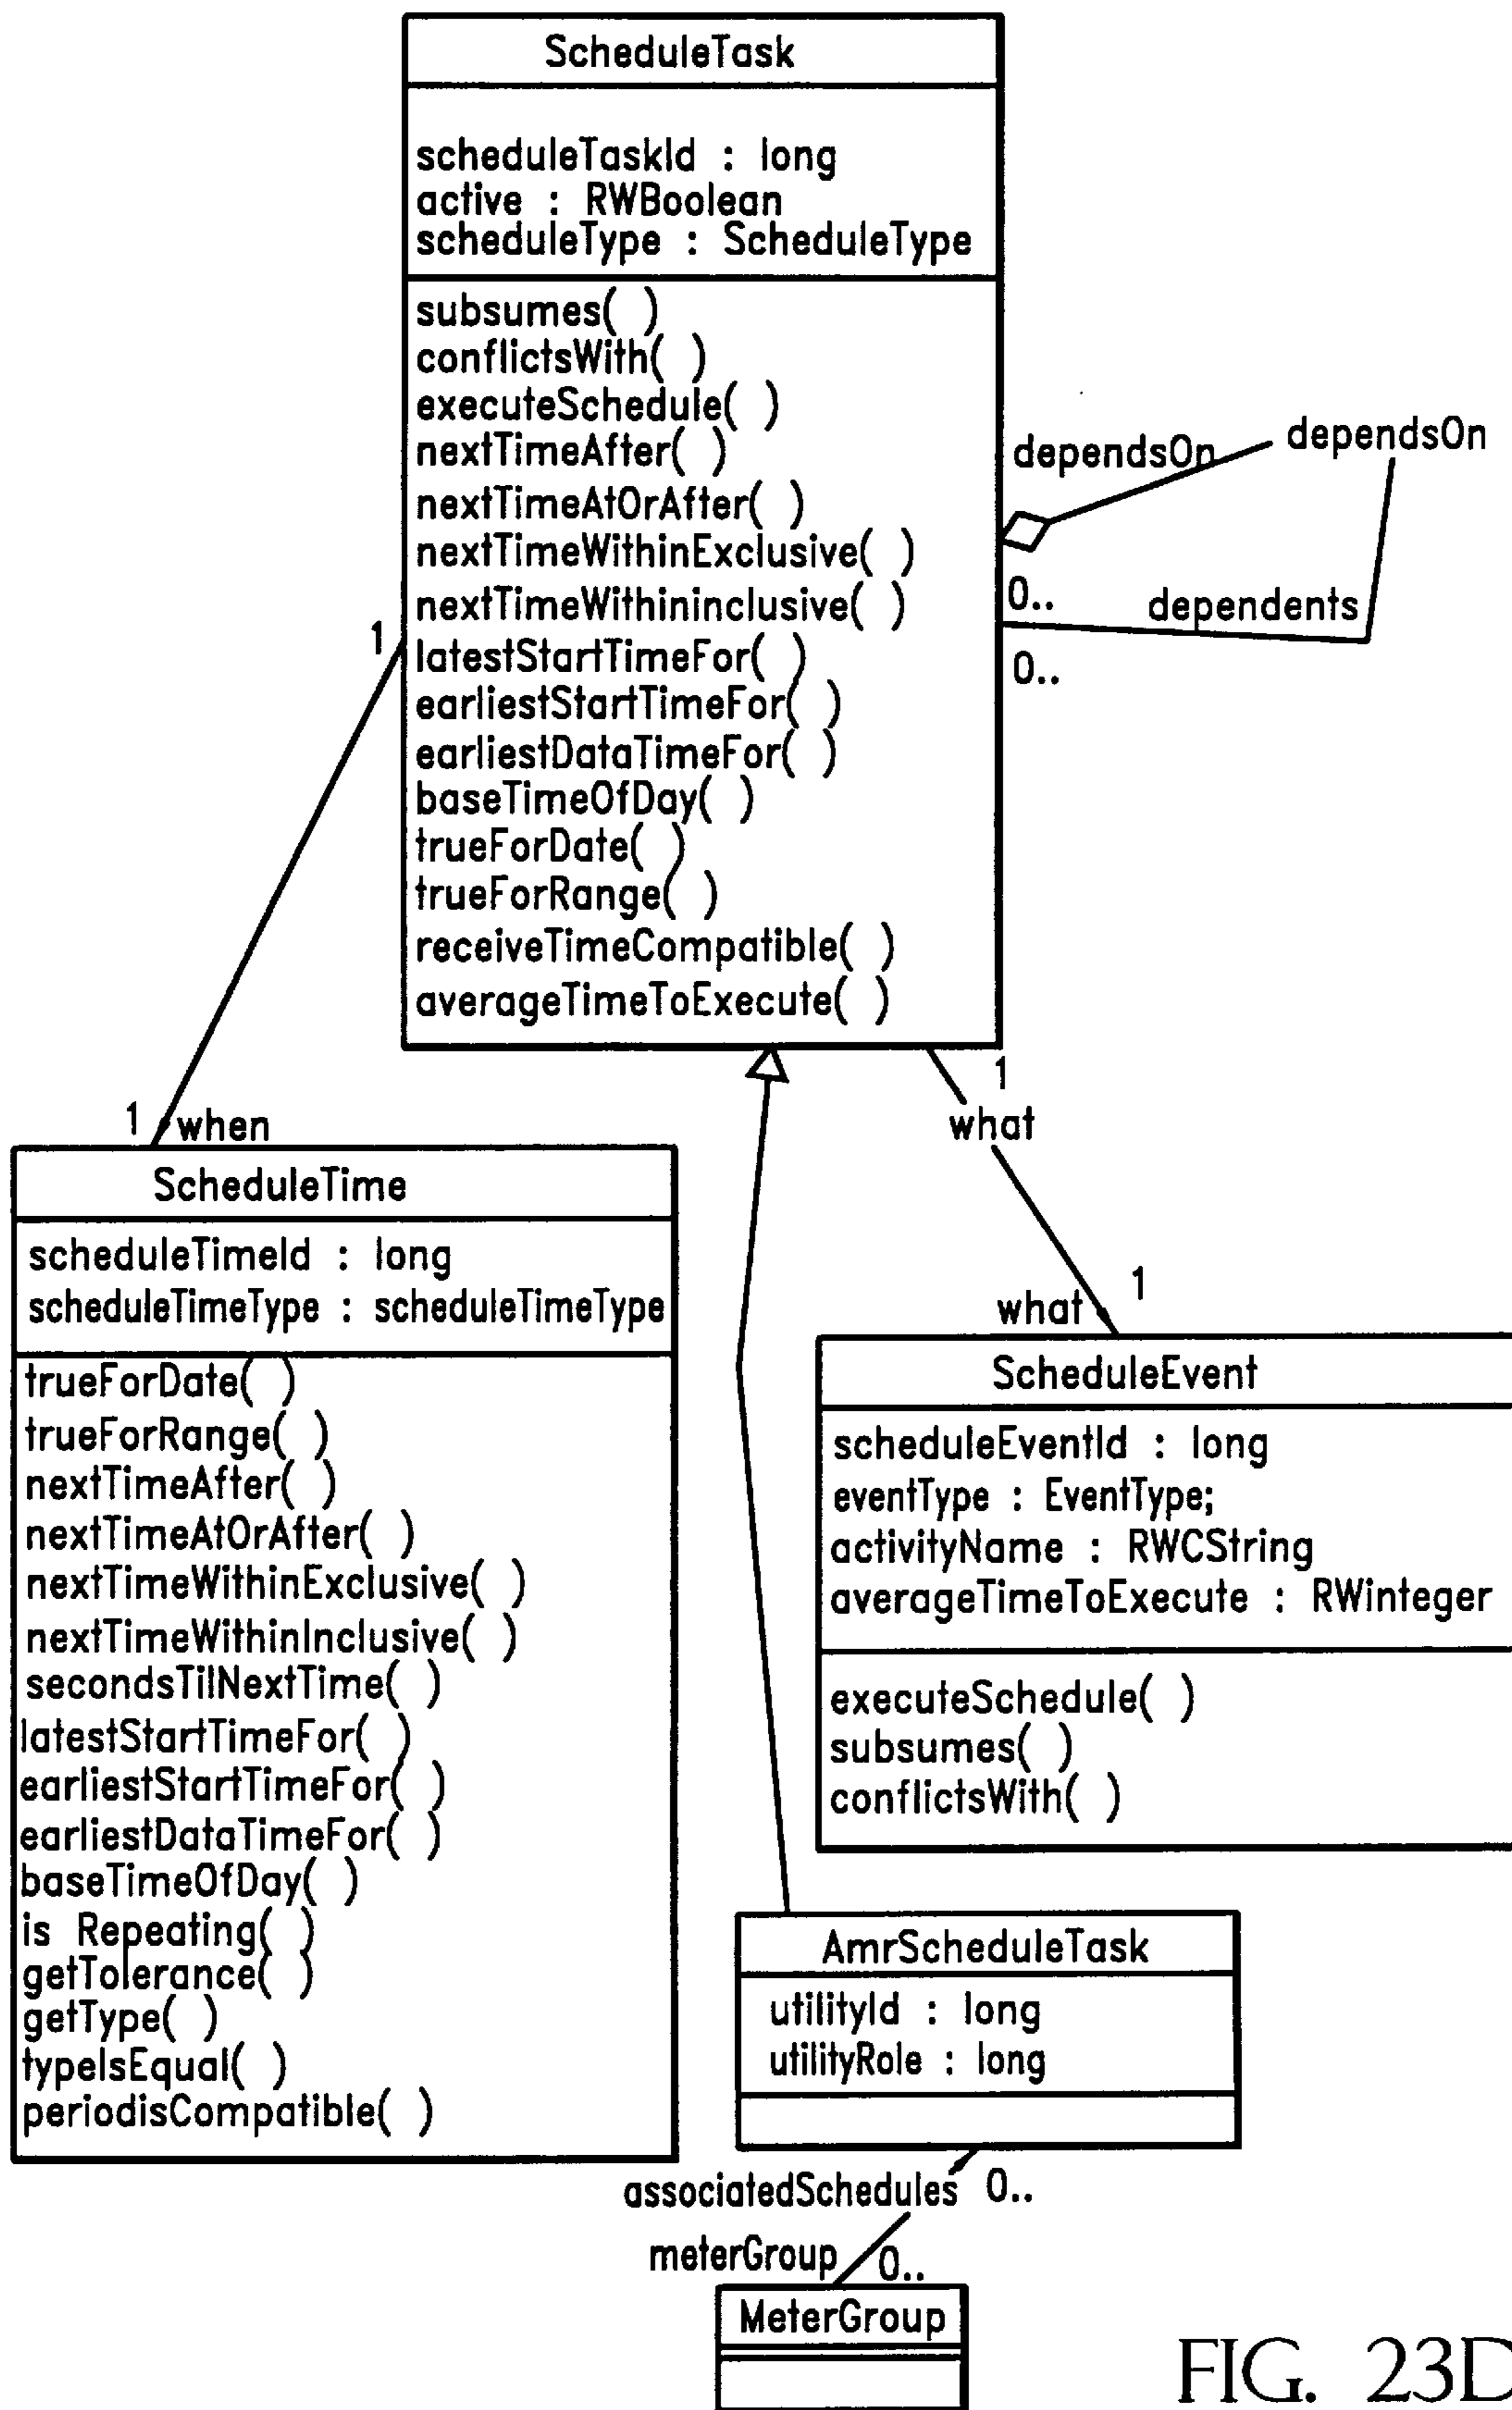 ScheduleTask
scheduleTaskId : long
active : RWBoolean
scheduleType : ScheduleType
subsumes( )
conflictsWith( )
executeSchedule( )
nextTimeAfter( )
nextTimeAtOrAfter( )
nextTimeWithinExclusive( )
nextTimeWithininclusive( )
latestStartTimeFor( )
earliestStartTimeFor( )
earliestDataTimeFor( )
baseTimeOfDay( )
trueForDate( )
trueForRange( )
receiveTimeCompatible( )
averageTimeToExecute( )
dependsOn
dependsOn
0..
dependents
0..
1
1
when
1
what
what
1
ScheduleTime
scheduleTimeId : long
scheduleTimeType : scheduleTimeType
trueForDate( )
trueForRange( )
nextTimeAfter( )
nextTimeAtOrAfter( )
nextTimeWithinExclusive( )
nextTimeWithinInclusive( )
secondsTilNextTime( )
latestStartTimeFor( )
earliestStartTimeFor( )
earliestDataTimeFor( )
baseTimeOfDay( )
is Repeating( )
getTolerance( )
getType( )
typeIsEqual( )
periodisCompatible( )
ScheduleEvent
scheduleEventId : long
eventType : EventType;
activityName : RWCString
averageTimeToExecute : RWinteger
executeSchedule( )
subsumes( )
conflictsWith( )
AmrScheduleTask
utilityId : long
utilityRole : long
associatedSchedules 0..
meterGroup 0..
MeterGroup
FIG. 23D